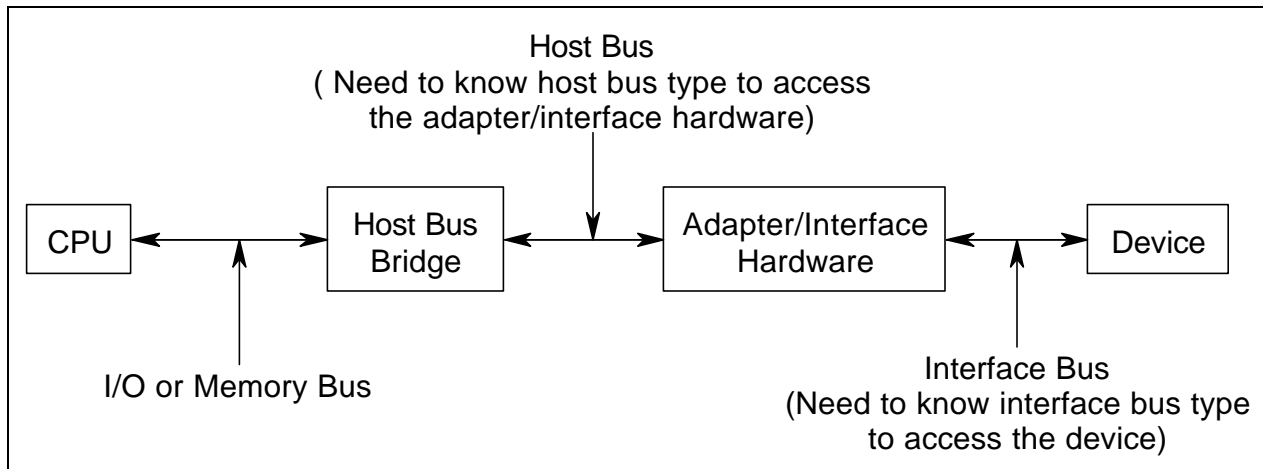 Host Bus
( Need to know host bus type to access
the adapter/interface hardware)
CPU
Host Bus
Bridge
Adapter/Interface
Hardware
Device
I/O or Memory Bus
Interface Bus
(Need to know interface bus type
to access the device)